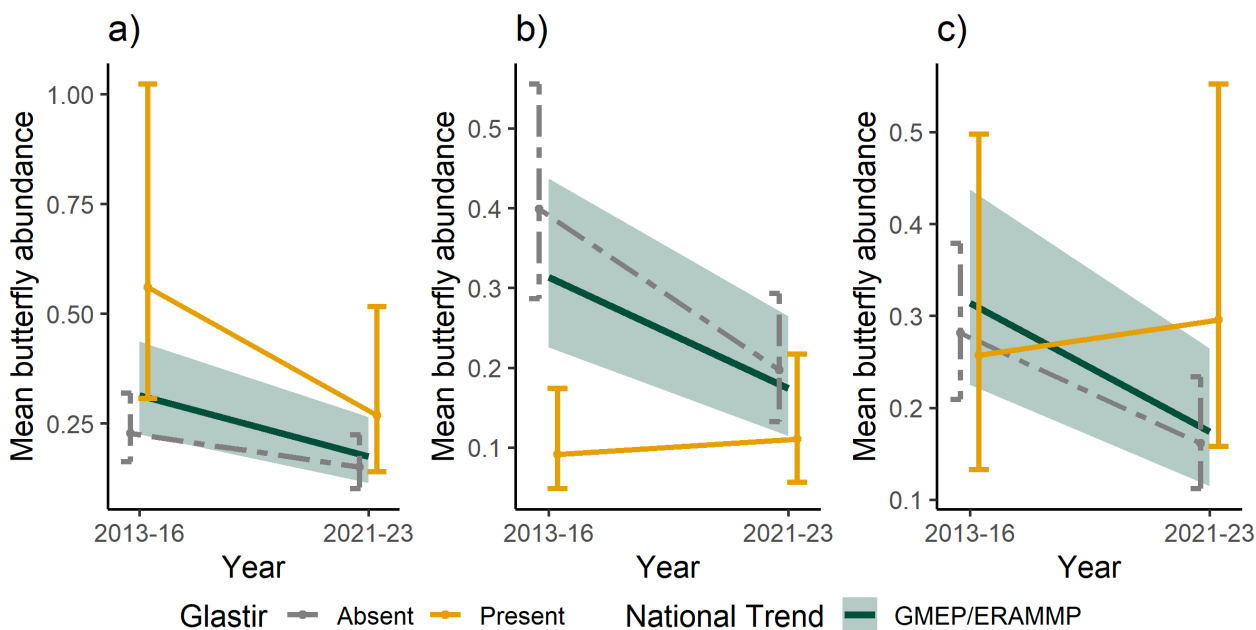 a)
Mean butterfly abundance
1.00
0.75
0.50
0.25
2013-16 2021-23
Year
b)
Mean butterfly abundance
0.5
0.4
0.3
0.2
0.1
2013-16 2021-23
Year
c)
Mean butterfly abundance
0.5
0.4
0.3
0.2
0.1
2013-16 2021-23
Year
Glastir Absent Present National Trend GMEP/ERAMMP